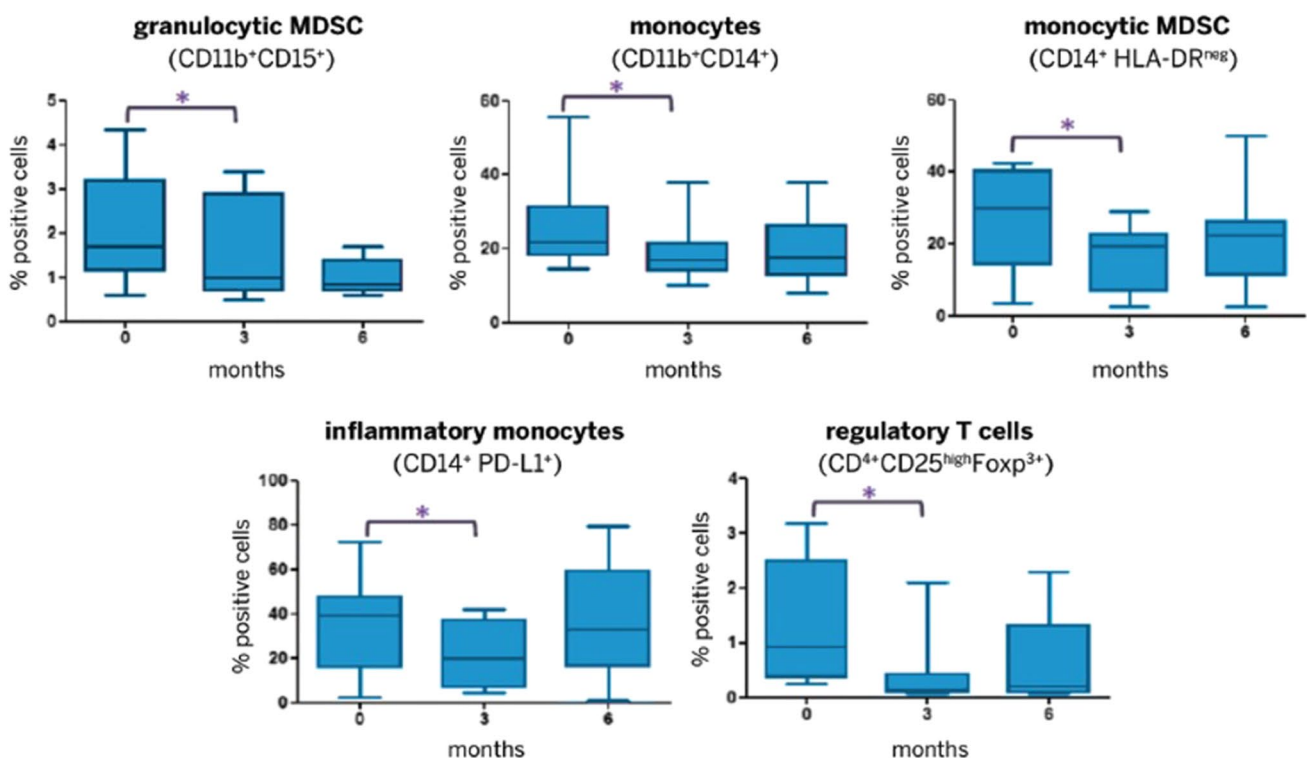 granulocytic MDSC
(CD11b⁺CD15⁺)
*
5
4
3
2
1
0
% positive cells
0 3 6
months
monocytes
(CD11b⁺CD14⁺)
*
60
40
20
0
% positive cells
0 3 6
months
monocytic MDSC
(CD14⁺ HLA-DRⁿᵉᵍ)
*
60
40
20
0
% positive cells
0 3 6
months
inflammatory monocytes
(CD14⁺ PD-L1⁺)
*
100
80
60
40
20
0
% positive cells
0 3 6
months
regulatory T cells
(CD⁴⁺CD25ʰⁱᵍʰFoxp³⁺)
*
4
3
2
1
0
% positive cells
0 3 6
months